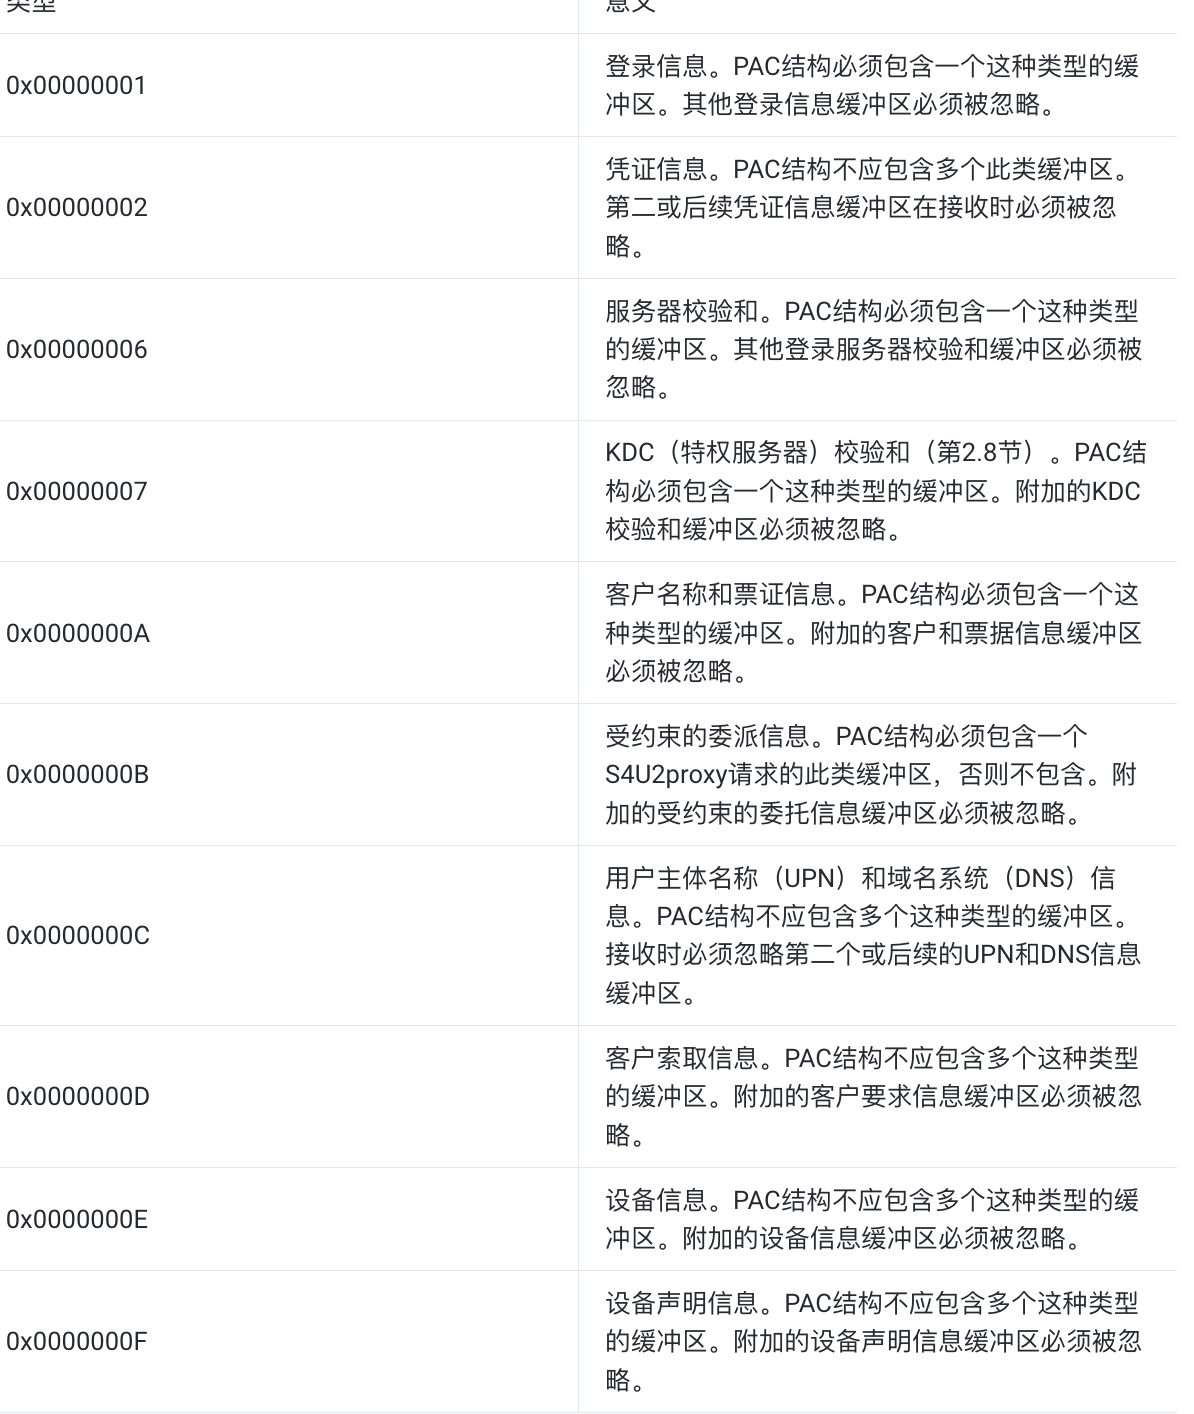 类型
意义
0x00000001
登录信息。PAC结构必须包含一个这种类型的缓
冲区。其他登录信息缓冲区必须被忽略。
0x00000002
凭证信息。PAC结构不应包含多个此类缓冲区。
第二或后续凭证信息缓冲区在接收时必须被忽
略。
0x00000006
服务器校验和。PAC结构必须包含一个这种类型
的缓冲区。其他登录服务器校验和缓冲区必须被
忽略。
0x00000007
KDC（特权服务器）校验和（第2.8节）。PAC结
构必须包含一个这种类型的缓冲区。附加的KDC
校验和缓冲区必须被忽略。
0x0000000A
客户名称和票证信息。PAC结构必须包含一个这
种类型的缓冲区。附加的客户和票据信息缓冲区
必须被忽略。
0x0000000B
受约束的委派信息。PAC结构必须包含一个
S4U2proxy请求的此类缓冲区，否则不包含。附
加的受约束的委托信息缓冲区必须被忽略。
0x0000000C
用户主体名称（UPN）和域名系统（DNS）信
息。PAC结构不应包含多个这种类型的缓冲区。
接收时必须忽略第二个或后续的UPN和DNS信息
缓冲区。
0x0000000D
客户索取信息。PAC结构不应包含多个这种类型
的缓冲区。附加的客户要求信息缓冲区必须被忽
略。
0x0000000E
设备信息。PAC结构不应包含多个这种类型的缓
冲区。附加的设备信息缓冲区必须被忽略。
0x0000000F
设备声明信息。PAC结构不应包含多个这种类型
的缓冲区。附加的设备声明信息缓冲区必须被忽
略。